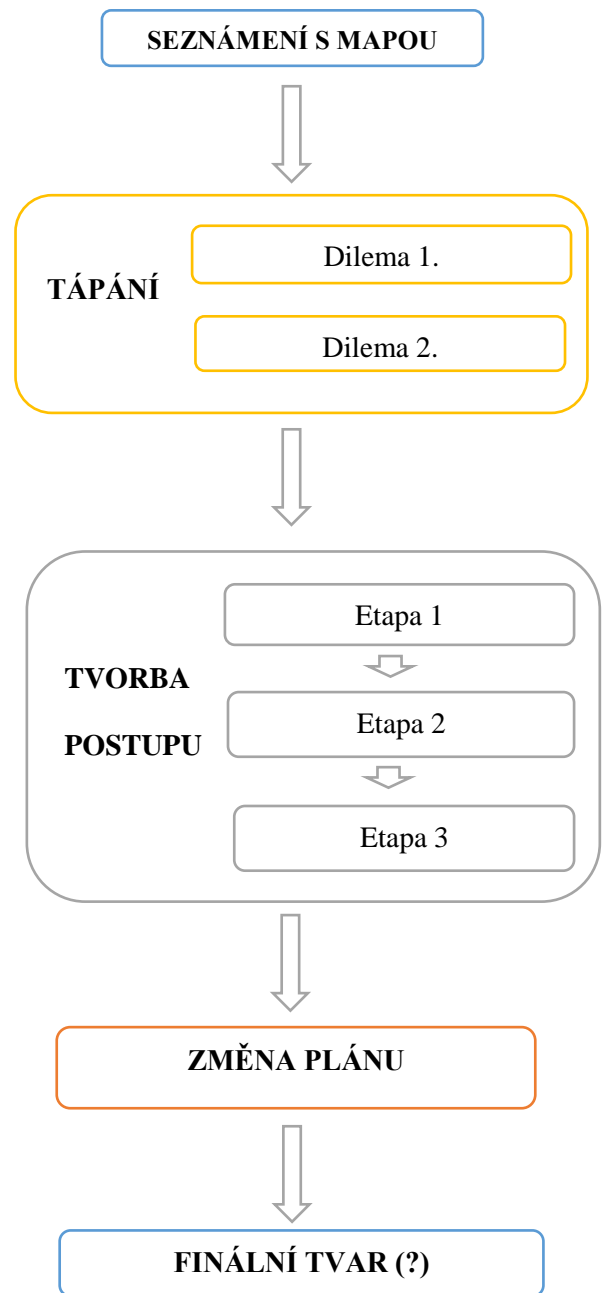 SEZNÁMENÍ S MAPOU
TÁPÁNÍ
Dilema 1.
Dilema 2.
TVORBA
POSTUPU
Etapa 1
Etapa 2
Etapa 3
ZMĚNA PLÁNU
FINÁLNÍ TVAR (?)